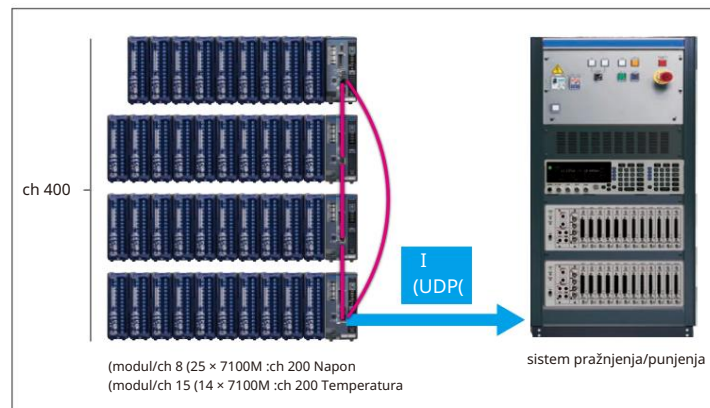 ch 400
I
(UDP(
(modul/ch 8 (25 × 7100M :ch 200 Napon
(modul/ch 15 (14 × 7100M :ch 200 Temperatura
sistem pražnjenja/punjenja